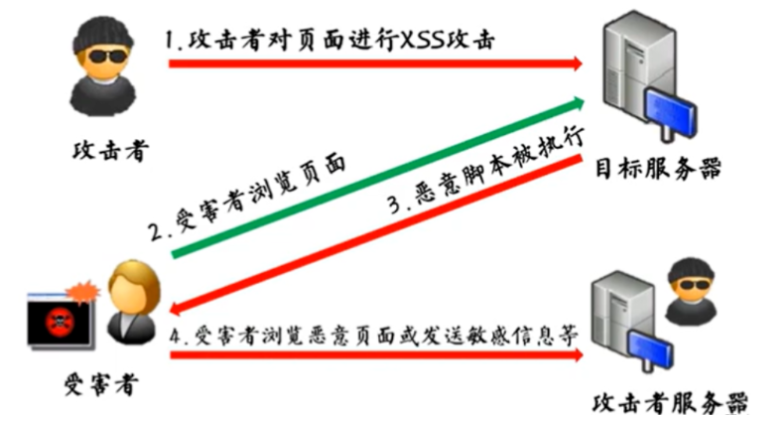 1.攻击者对页面进行XSS攻击
攻击者
目标服务器
2.受害者浏览页面
3.恶意脚本被执行
4.受害者浏览恶意页面或发送敏感信息等
受害者
攻击者服务器